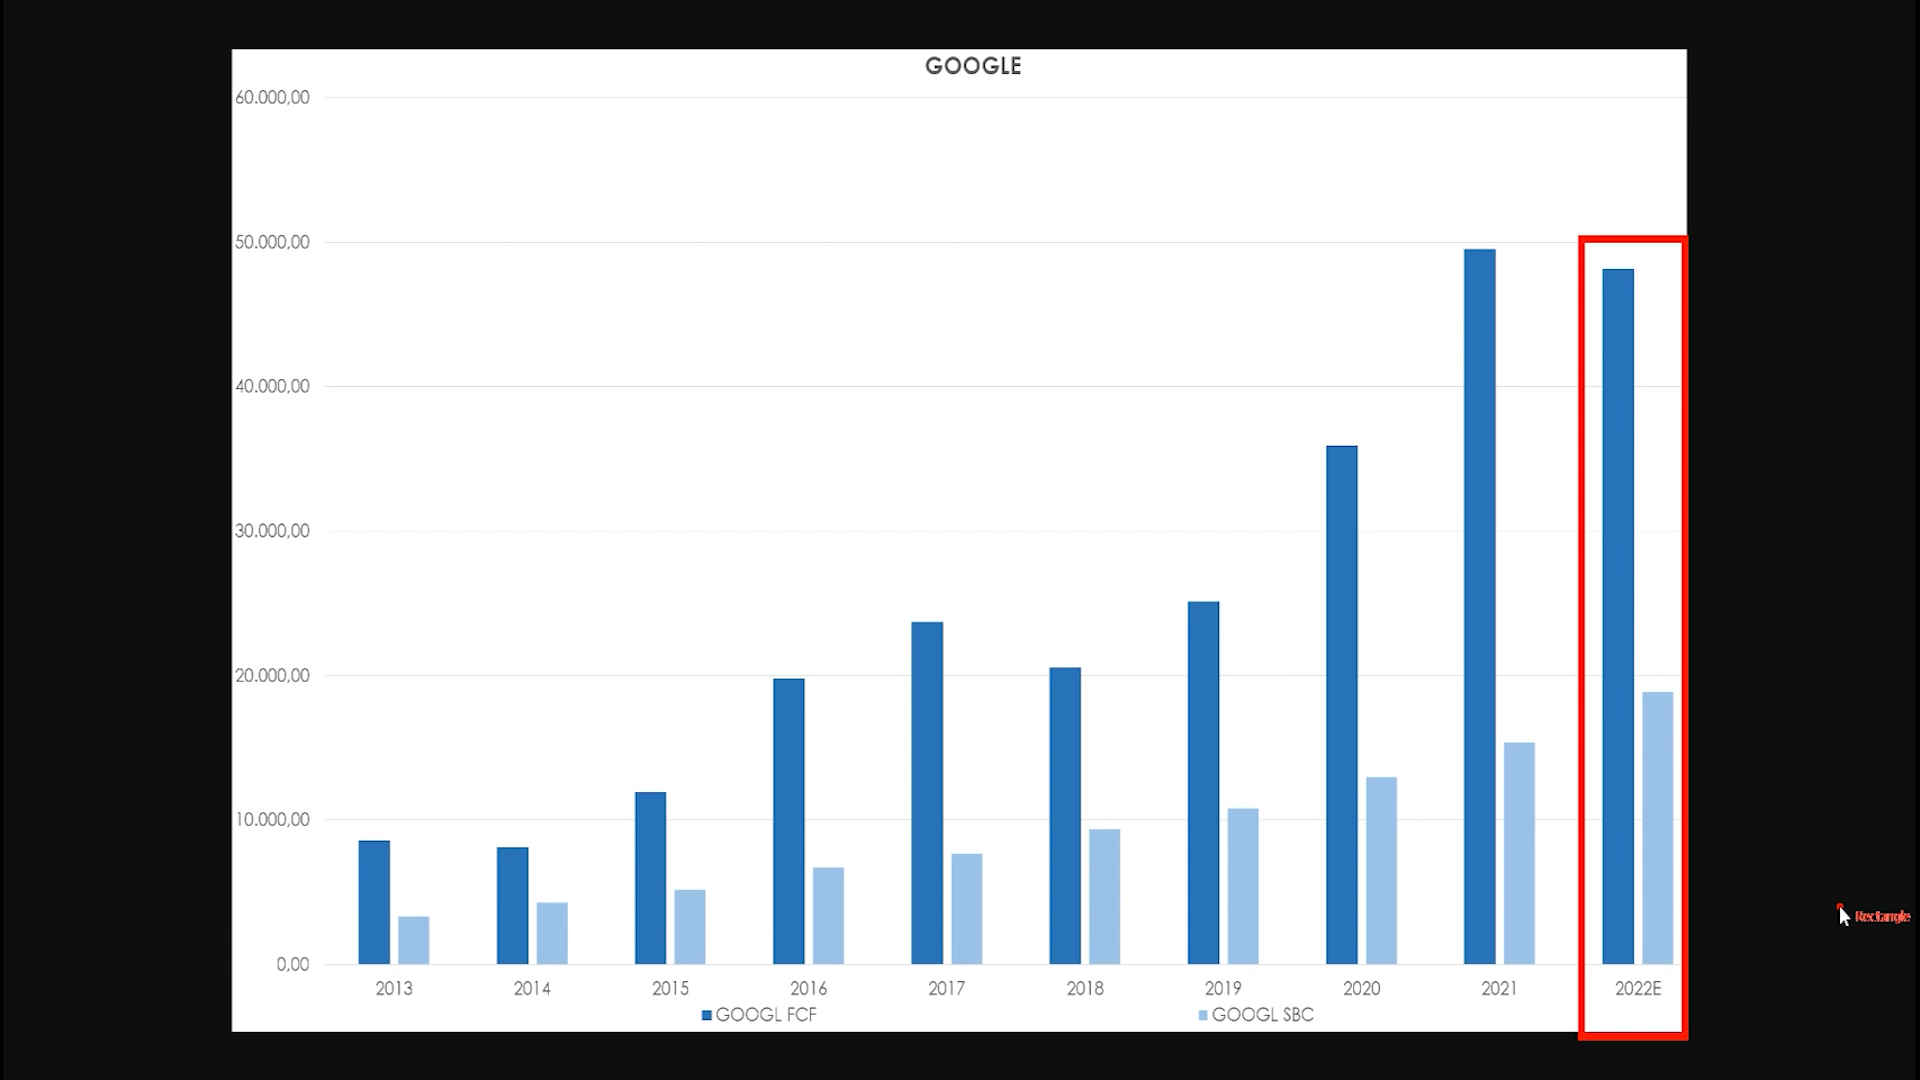 GOOGLE
60.000,00
50.000,00
40.000,00
30.000,00
20.000,00
10.000,00
0,00
2013 2014 2015 2016 2017 2018 2019 2020 2021 2022E
GOOGL FCF GOOGL SBC
Rectangle